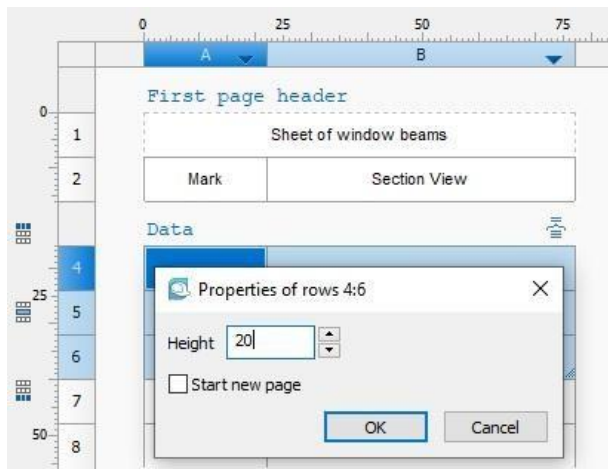 0 25 50 75
A B
First page header
0
1 Sheet of window beams
2 Mark Section View
Data
4
Properties of rows 4:6
25
5
Height 20
6
Start new page
7
OK Cancel
50
8